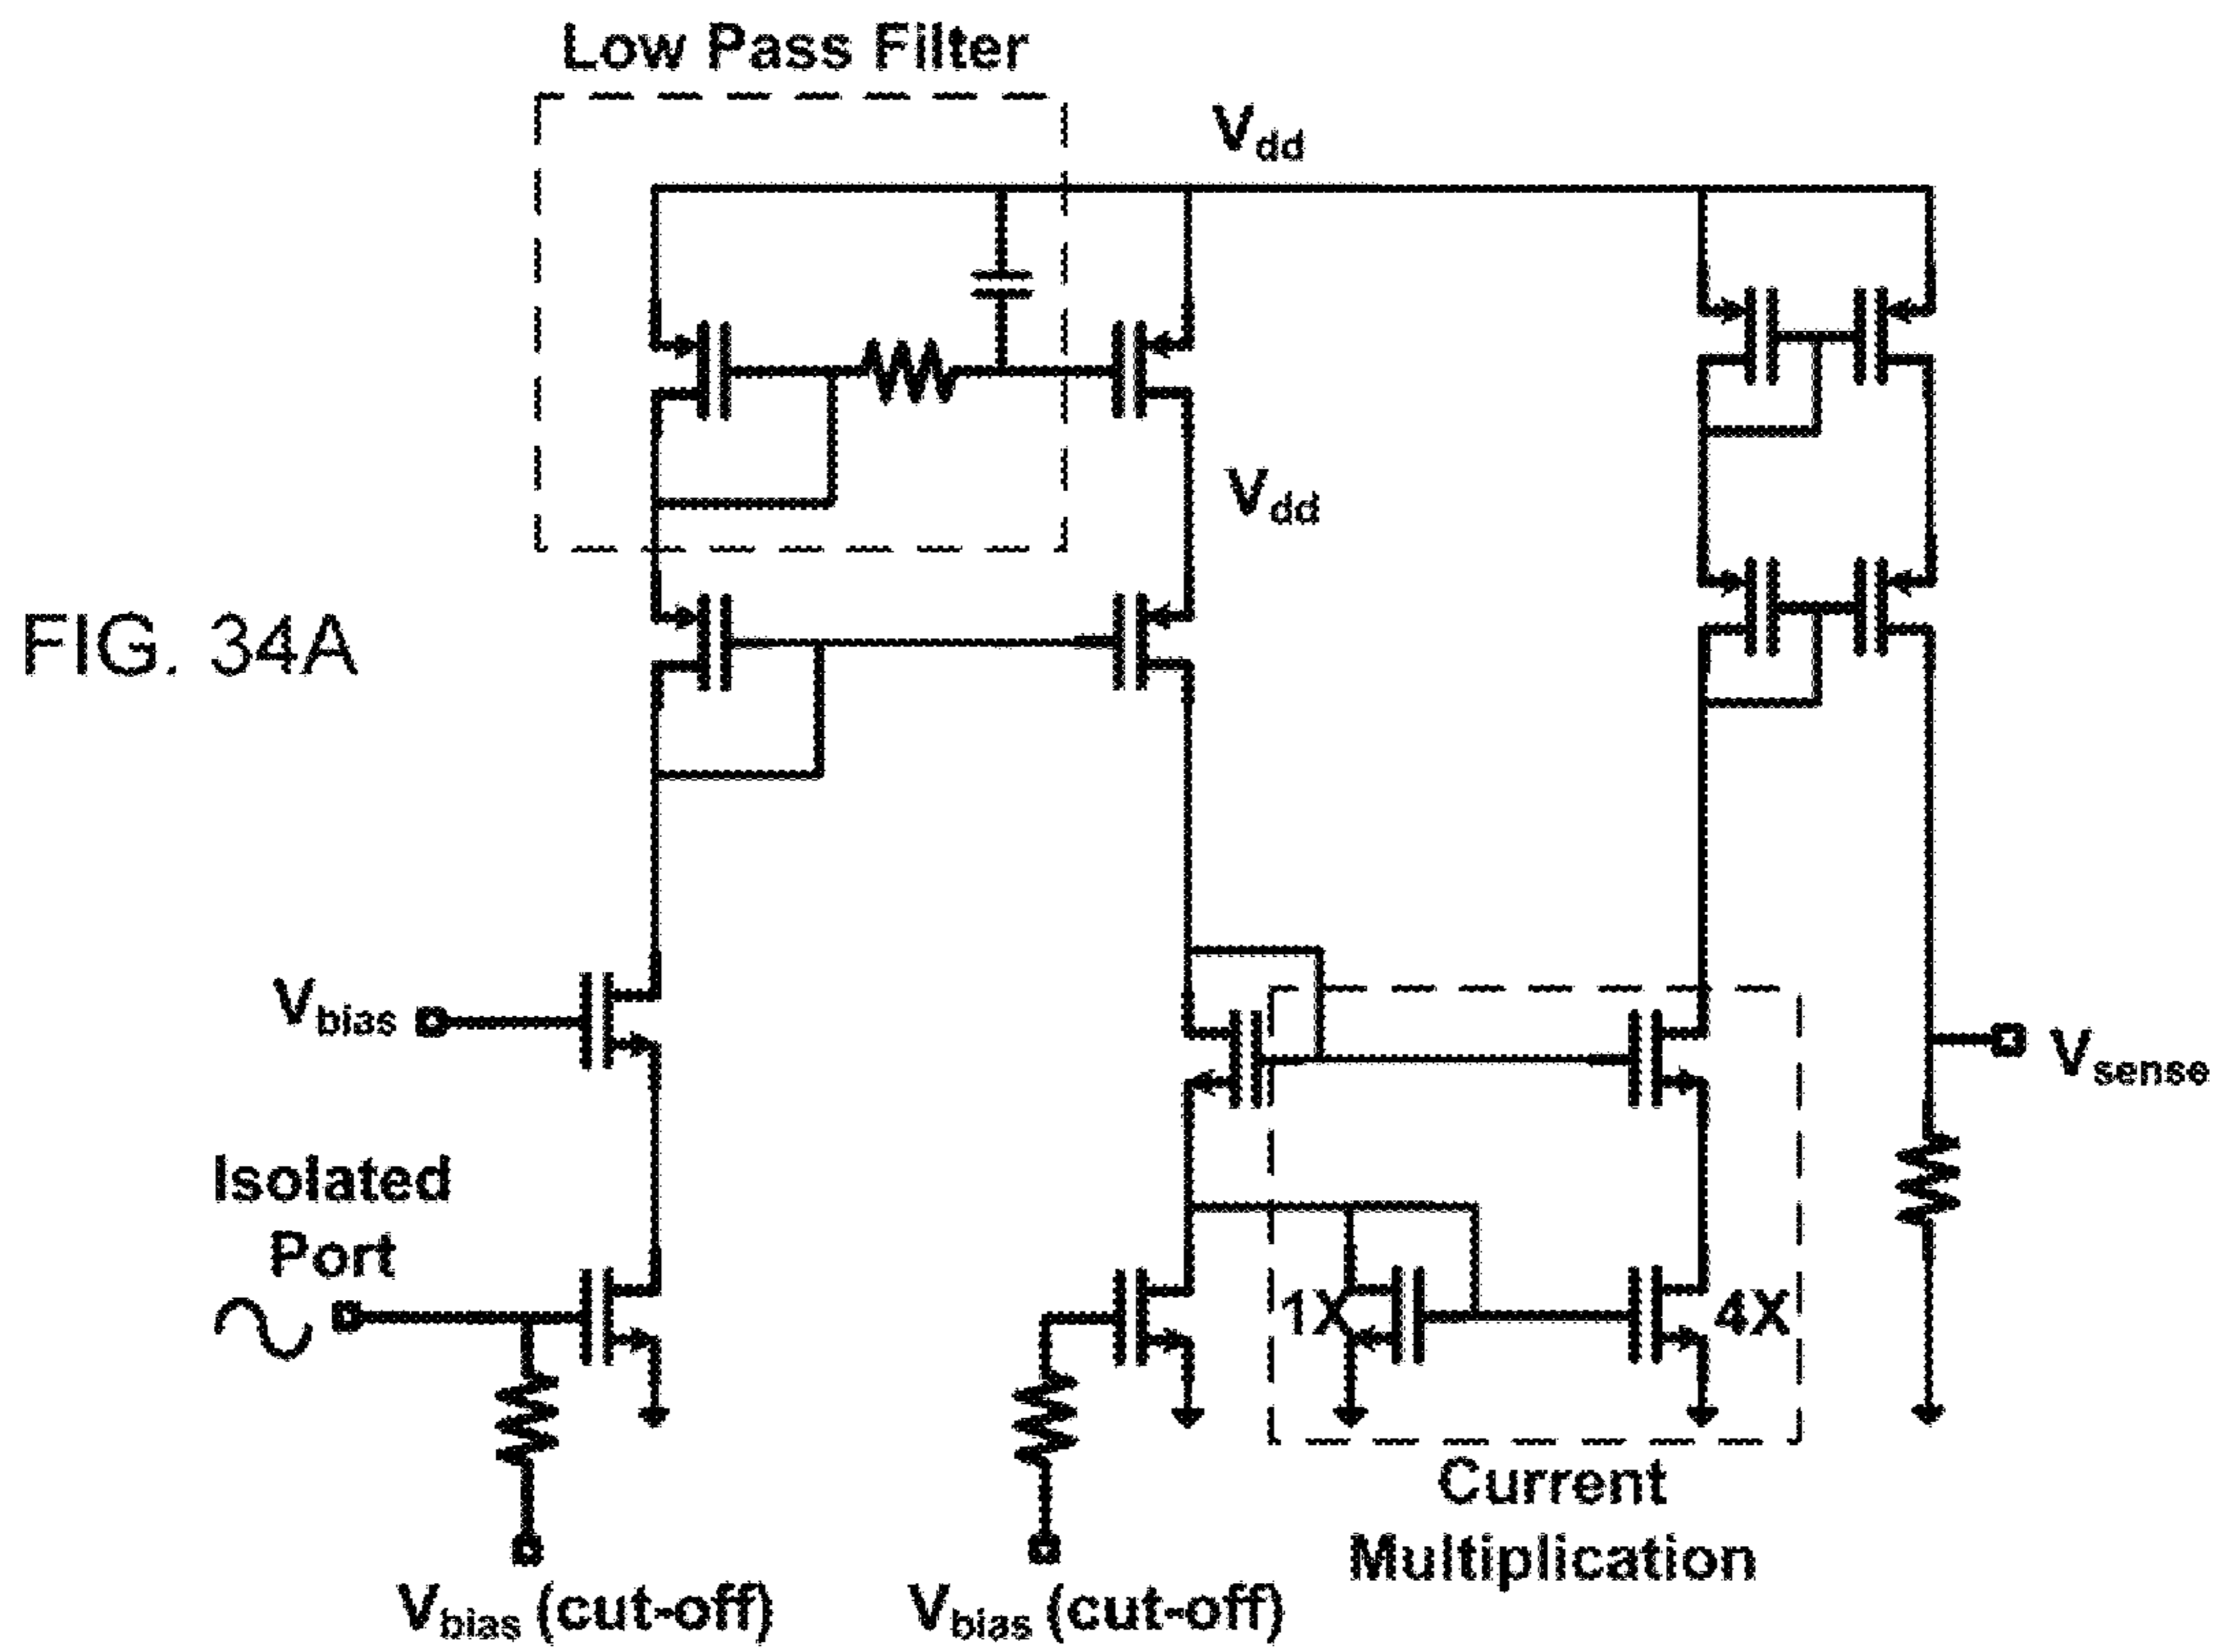 Low Pass Filter
Vdd
Vdd
FIG. 34A
Vbias
Vsense
Isolated
Port
1X
4X
Current
Multiplication
Vbias (cut-off)
Vbias (cut-off)